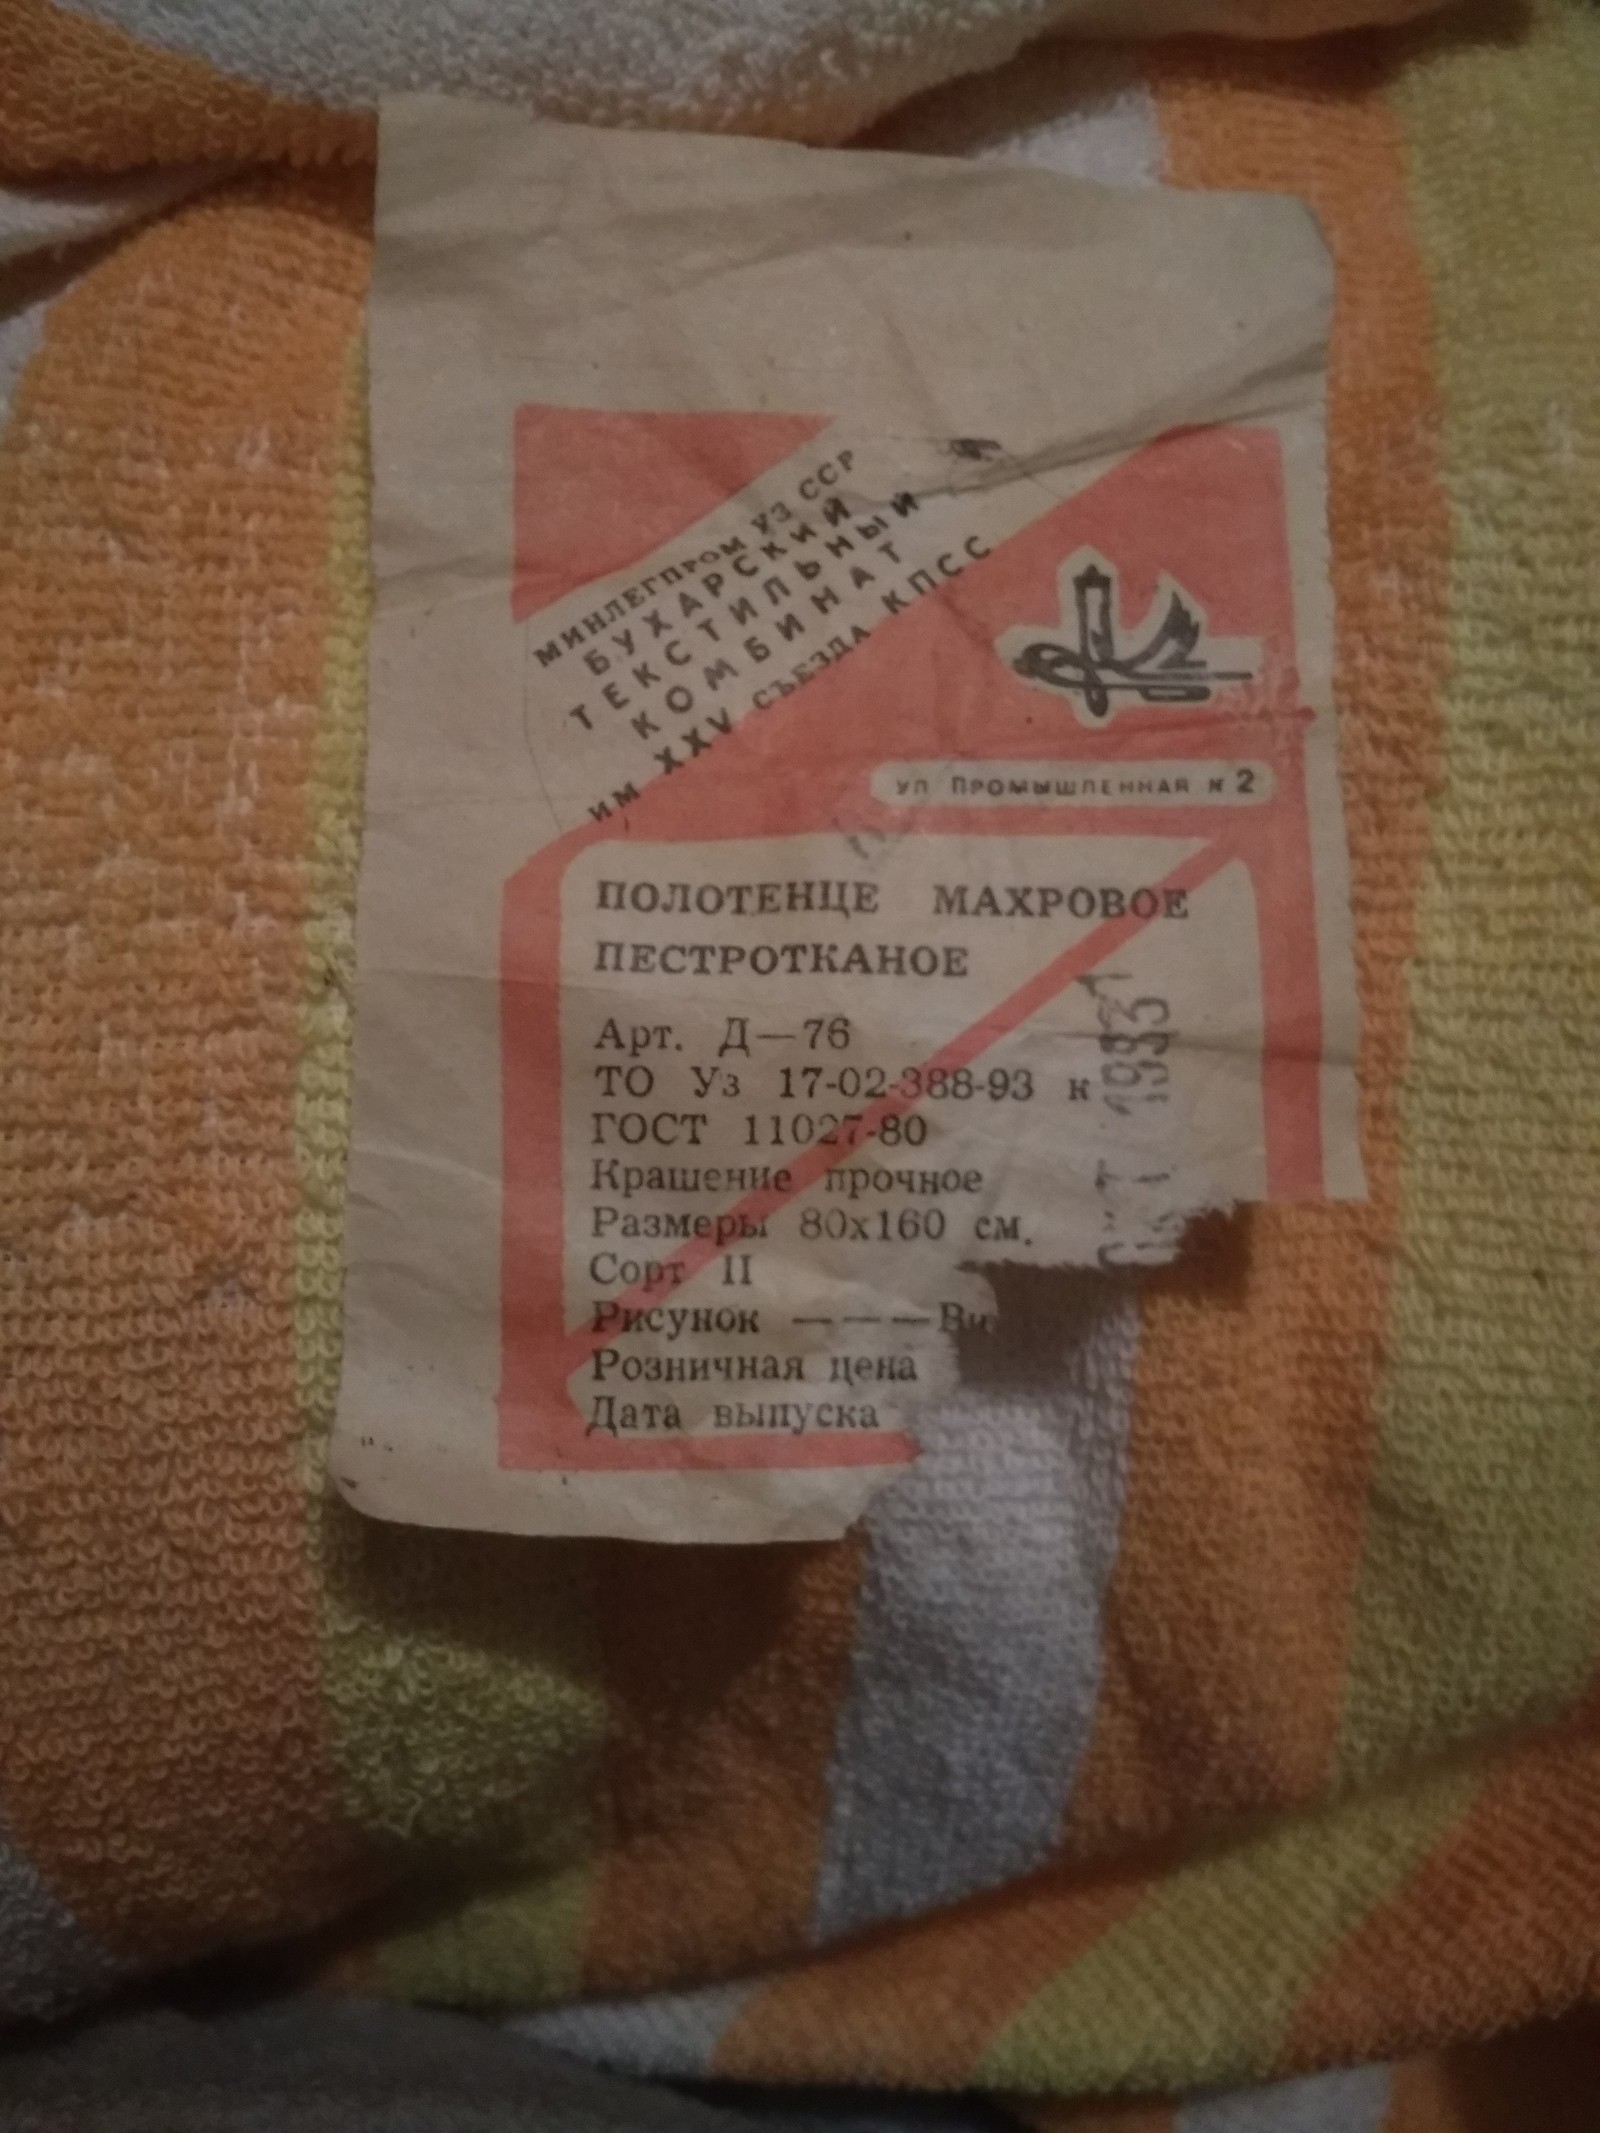 МИНЛЕГПРОМ УЗ ССР
БУХАРСКИЙ
ТЕКСТИЛЬНЫЙ
КОМБИНАТ
ИМ XXV СЪЕЗДА КПСС
УЛ ПРОМЫШЛЕННАЯ N 2
ПОЛОТЕНЦЕ МАХРОВОЕ
ПЕСТРОТКАНОЕ
Арт. Д—76
ТО Уз 17-02-388-93 к
ГОСТ 11027-80
Крашение прочное
Размеры 80х160 см.
Сорт II
Рисунок — — —Ви
Розничная цена
Дата выпуска
1993